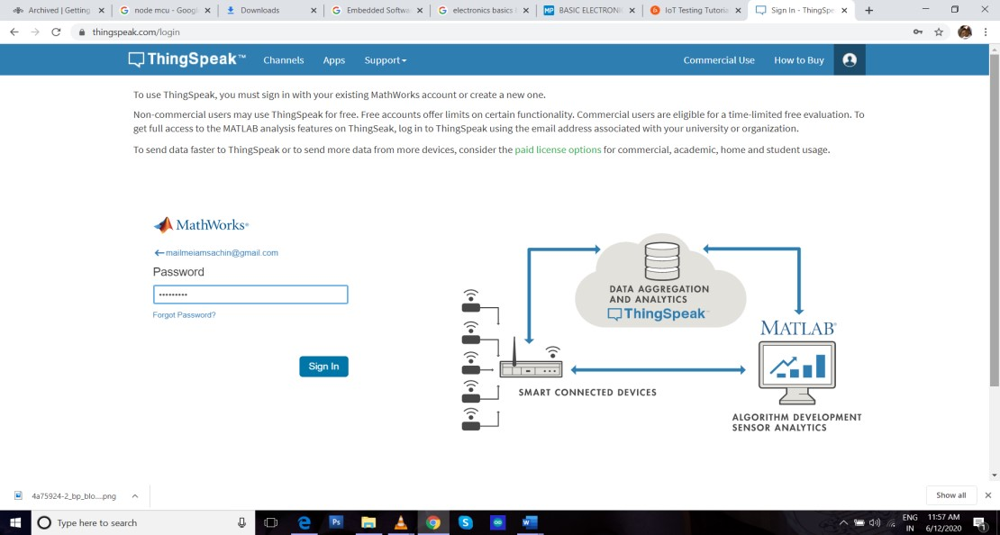 Archived | Getting
node mcu - Googl
Downloads
Embedded Softwa
electronics basics
BASIC ELECTRONI
IoT Testing Tutoria
Sign In - ThingSpe
thingspeak.com/login
ThingSpeak™
Channels
Apps
Support
Commercial Use
How to Buy
To use ThingSpeak, you must sign in with your existing MathWorks account or create a new one.
Non-commercial users may use ThingSpeak for free. Free accounts offer limits on certain functionality. Commercial users are eligible for a time-limited free evaluation. To
get full access to the MATLAB analysis features on ThingSeak, log in to ThingSpeak using the email address associated with your university or organization.
To send data faster to ThingSpeak or to send more data from more devices, consider the paid license options for commercial, academic, home and student usage.
MathWorks®
mailmeiamsachin@gmail.com
Password
•••••••••
Forgot Password?
Sign In
DATA AGGREGATION
AND ANALYTICS
ThingSpeak™
MATLAB®
SMART CONNECTED DEVICES
ALGORITHM DEVELOPMENT
SENSOR ANALYTICS
4a75924-2_bp_blo....png
Show all
Type here to search
Ps
S
W
ENG
IN
11:57 AM
6/12/2020
1